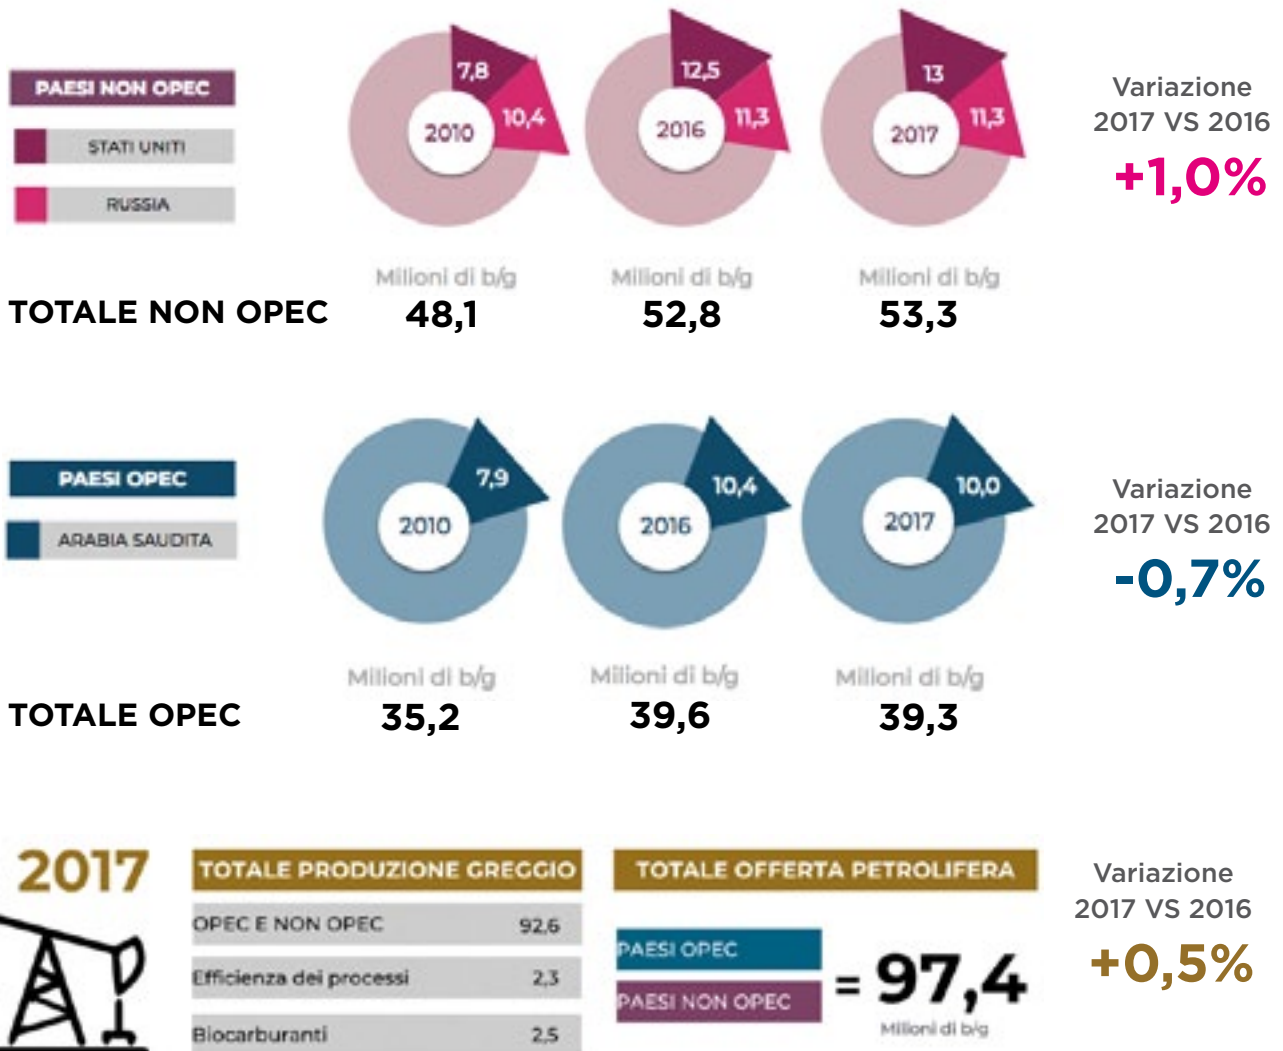 PAESI NON OPEC
STATI UNITI
RUSSIA
7,8
10,4
2010
12,5
11,3
2016
13
11,3
2017
Variazione
2017 VS 2016
+1,0%
Milioni di b/g
Milioni di b/g
Milioni di b/g
TOTALE NON OPEC
48,1
52,8
53,3
PAESI OPEC
ARABIA SAUDITA
7,9
2010
10,4
2016
10,0
2017
Variazione
2017 VS 2016
-0,7%
Milioni di b/g
Milioni di b/g
Milioni di b/g
TOTALE OPEC
35,2
39,6
39,3
2017
TOTALE PRODUZIONE GREGGIO
OPEC E NON OPEC 92,6
Efficienza dei processi 2,3
Biocarburanti 2,5
TOTALE OFFERTA PETROLIFERA
PAESI OPEC
PAESI NON OPEC
= 97,4
Milioni di b/g
Variazione
2017 VS 2016
+0,5%